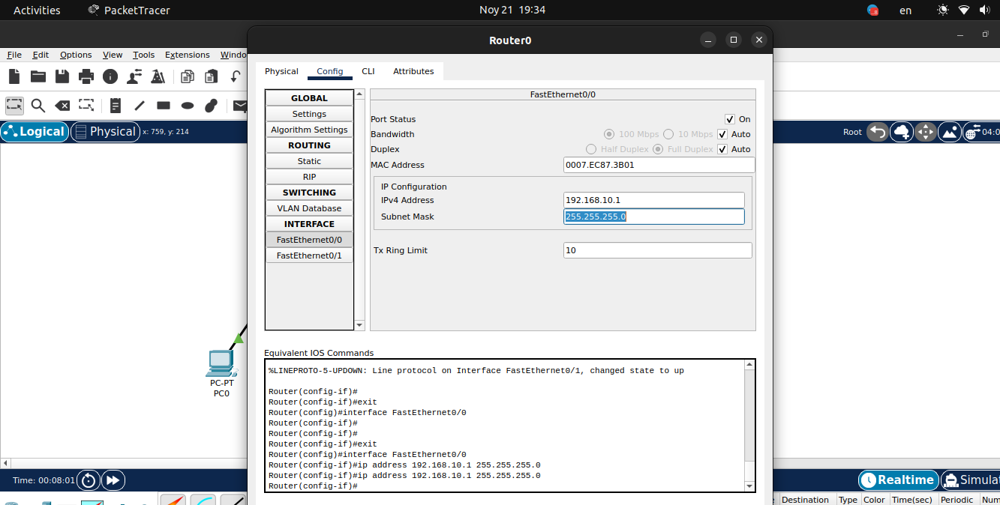 Activities
PacketTracer
Noy 21 19:34
en
Router0
File Edit Options View Tools Extensions Windo
Physical Config CLI Attributes
GLOBAL
Settings
Algorithm Settings
ROUTING
Static
RIP
SWITCHING
VLAN Database
INTERFACE
FastEthernet0/0
FastEthernet0/1
FastEthernet0/0
Port Status On
Bandwidth 100 Mbps 10 Mbps Auto
Duplex Half Duplex Full Duplex Auto
MAC Address 0007.EC87.3B01
IP Configuration
IPv4 Address 192.168.10.1
Subnet Mask 255.255.255.0
Tx Ring Limit 10
Logical Physical x: 759, y: 214
Root 04:0
PC-PT
PC0
Equivalent IOS Commands
%LINEPROTO-5-UPDOWN: Line protocol on Interface FastEthernet0/1, changed state to up
Router(config-if)#
Router(config-if)#exit
Router(config)#interface FastEthernet0/0
Router(config-if)#
Router(config-if)#
Router(config-if)#exit
Router(config)#interface FastEthernet0/0
Router(config-if)#ip address 192.168.10.1 255.255.255.0
Router(config-if)#ip address 192.168.10.1 255.255.255.0
Router(config-if)#
Time: 00:08:01
Realtime Simulat
Destination Type Color Time(sec) Periodic Num